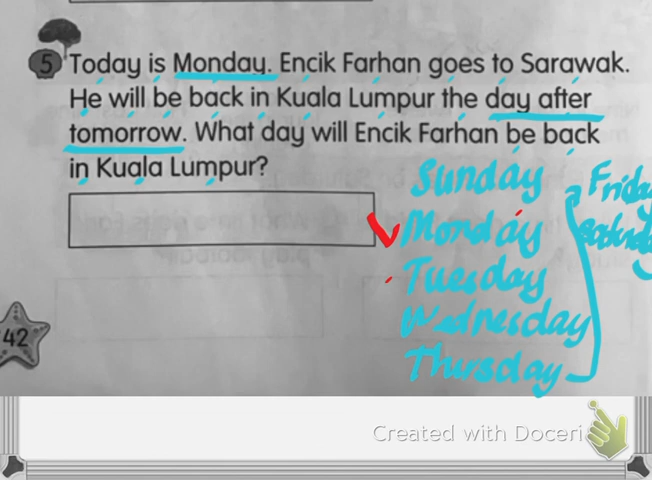 5 Today is Monday. Encik Farhan goes to Sarawak.
He will be back in Kuala Lumpur the day after
tomorrow. What day will Encik Farhan be back
in Kuala Lumpur?
Sunday
Monday
Tuesday
Wednesday
Thursday
Friday
42
Created with Doceri